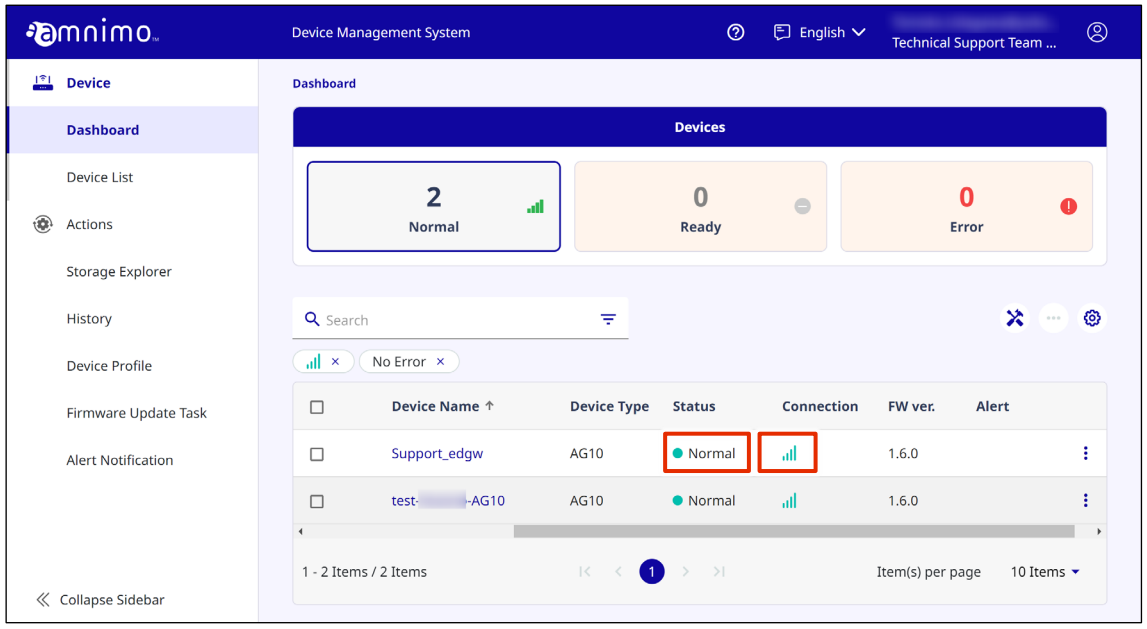 amnimo™
Device Management System
English
Technical Support Team ...
Device
Dashboard
Device List
Actions
Storage Explorer
History
Device Profile
Firmware Update Task
Alert Notification
Collapse Sidebar
Dashboard
Devices
2
Normal
0
Ready
0
Error
Search
No Error
Device Name Device Type Status Connection FW ver. Alert
Support_edgw AG10 Normal 1.6.0
test- -AG10 AG10 Normal 1.6.0
1 - 2 Items / 2 Items 1 Item(s) per page 10 Items